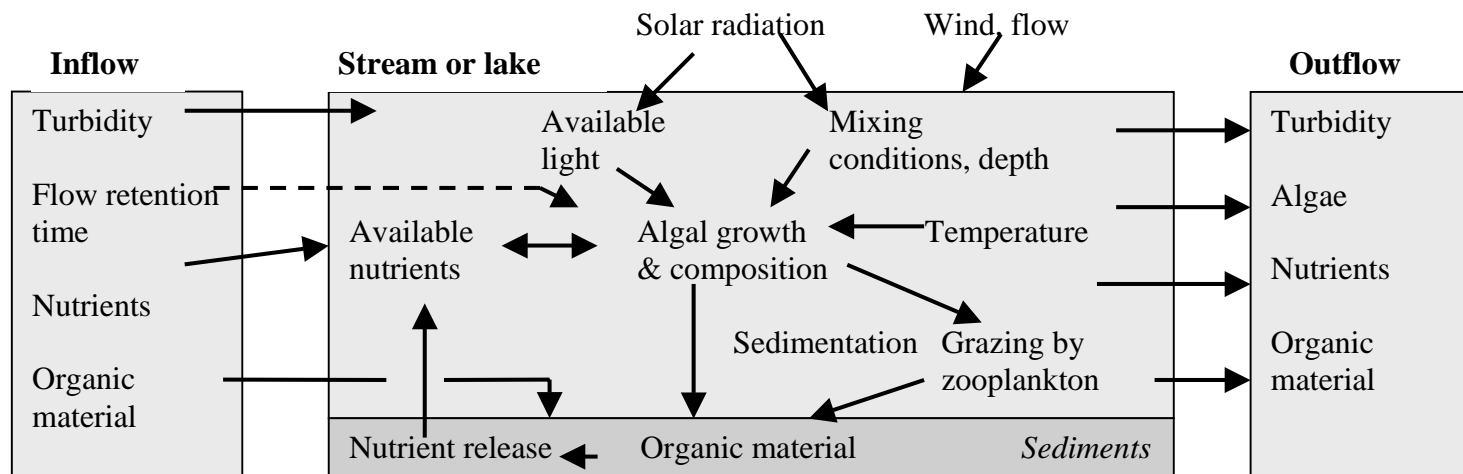 Solar radiation
Wind, flow
Inflow
Stream or lake
Outflow
Turbidity
Flow retention
time
Nutrients
Organic
material
Available
light
Mixing
conditions, depth
Available
nutrients
Algal growth
& composition
Temperature
Sedimentation
Grazing by
zooplankton
Nutrient release
Organic material
Sediments
Turbidity
Algae
Nutrients
Organic
material